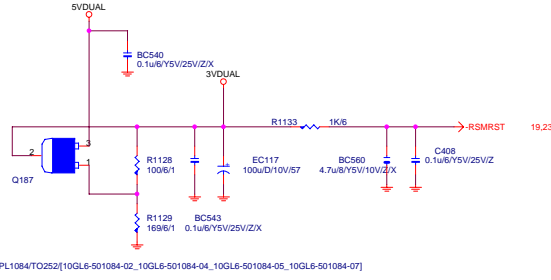 5VDUAL
BC540
0.1u/6/Y5V/25V/Z/X
3VDUAL
R1133 1K/6
-RSMRST 19,23
2
3
1
Q187
R1128
100/6/1
EC117
100u/D/10V/57
BC560
4.7u/8/Y5V/10V/Z/X
C408
0.1u/6/Y5V/25V/Z
R1129
169/6/1
BC543
0.1u/6/Y5V/25V/Z/X
PL1084/TO252/[10GL6-501084-02_10GL6-501084-04_10GL6-501084-05_10GL6-501084-07]